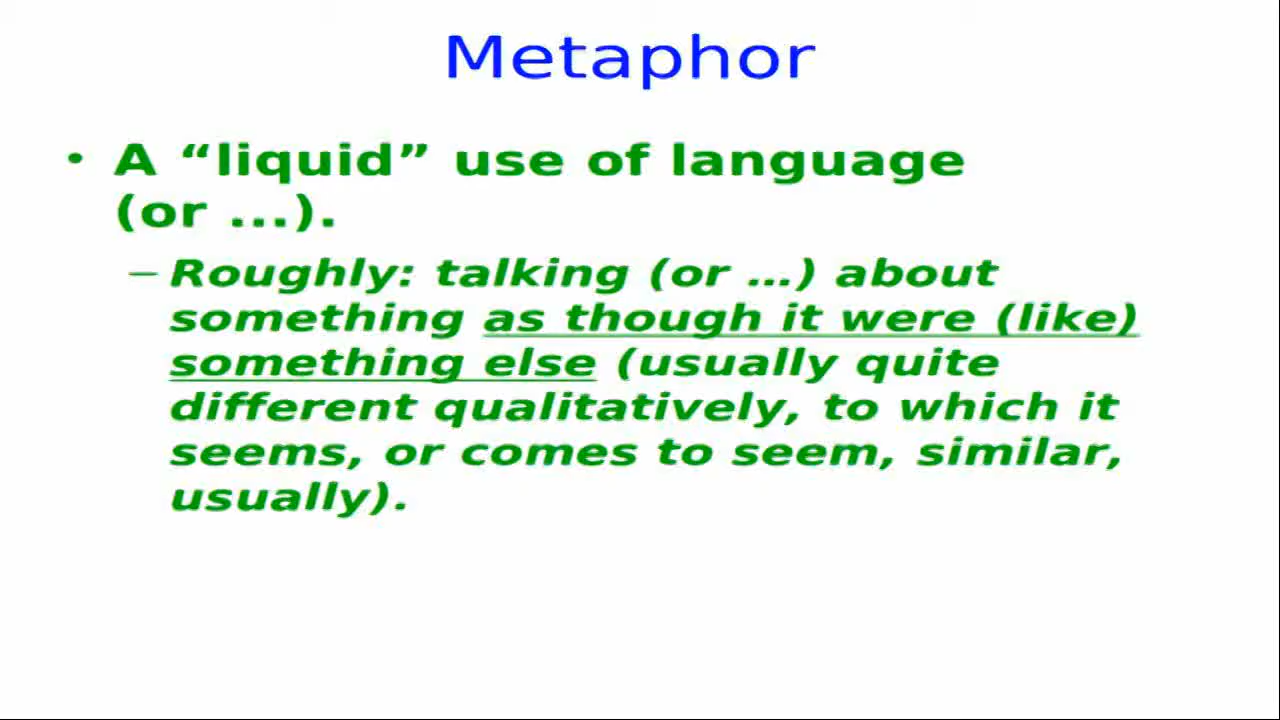 Metaphor
• A “liquid” use of language
(or ...).
– Roughly: talking (or …) about
something as though it were (like)
something else (usually quite
different qualitatively, to which it
seems, or comes to seem, similar,
usually).